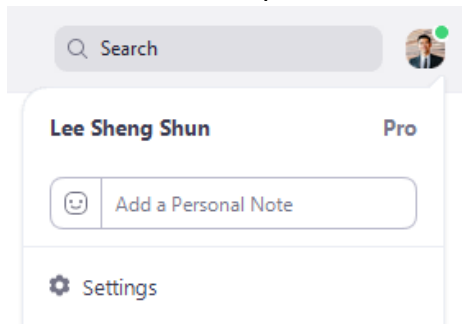 Search
Lee Sheng Shun Pro
Add a Personal Note
Settings